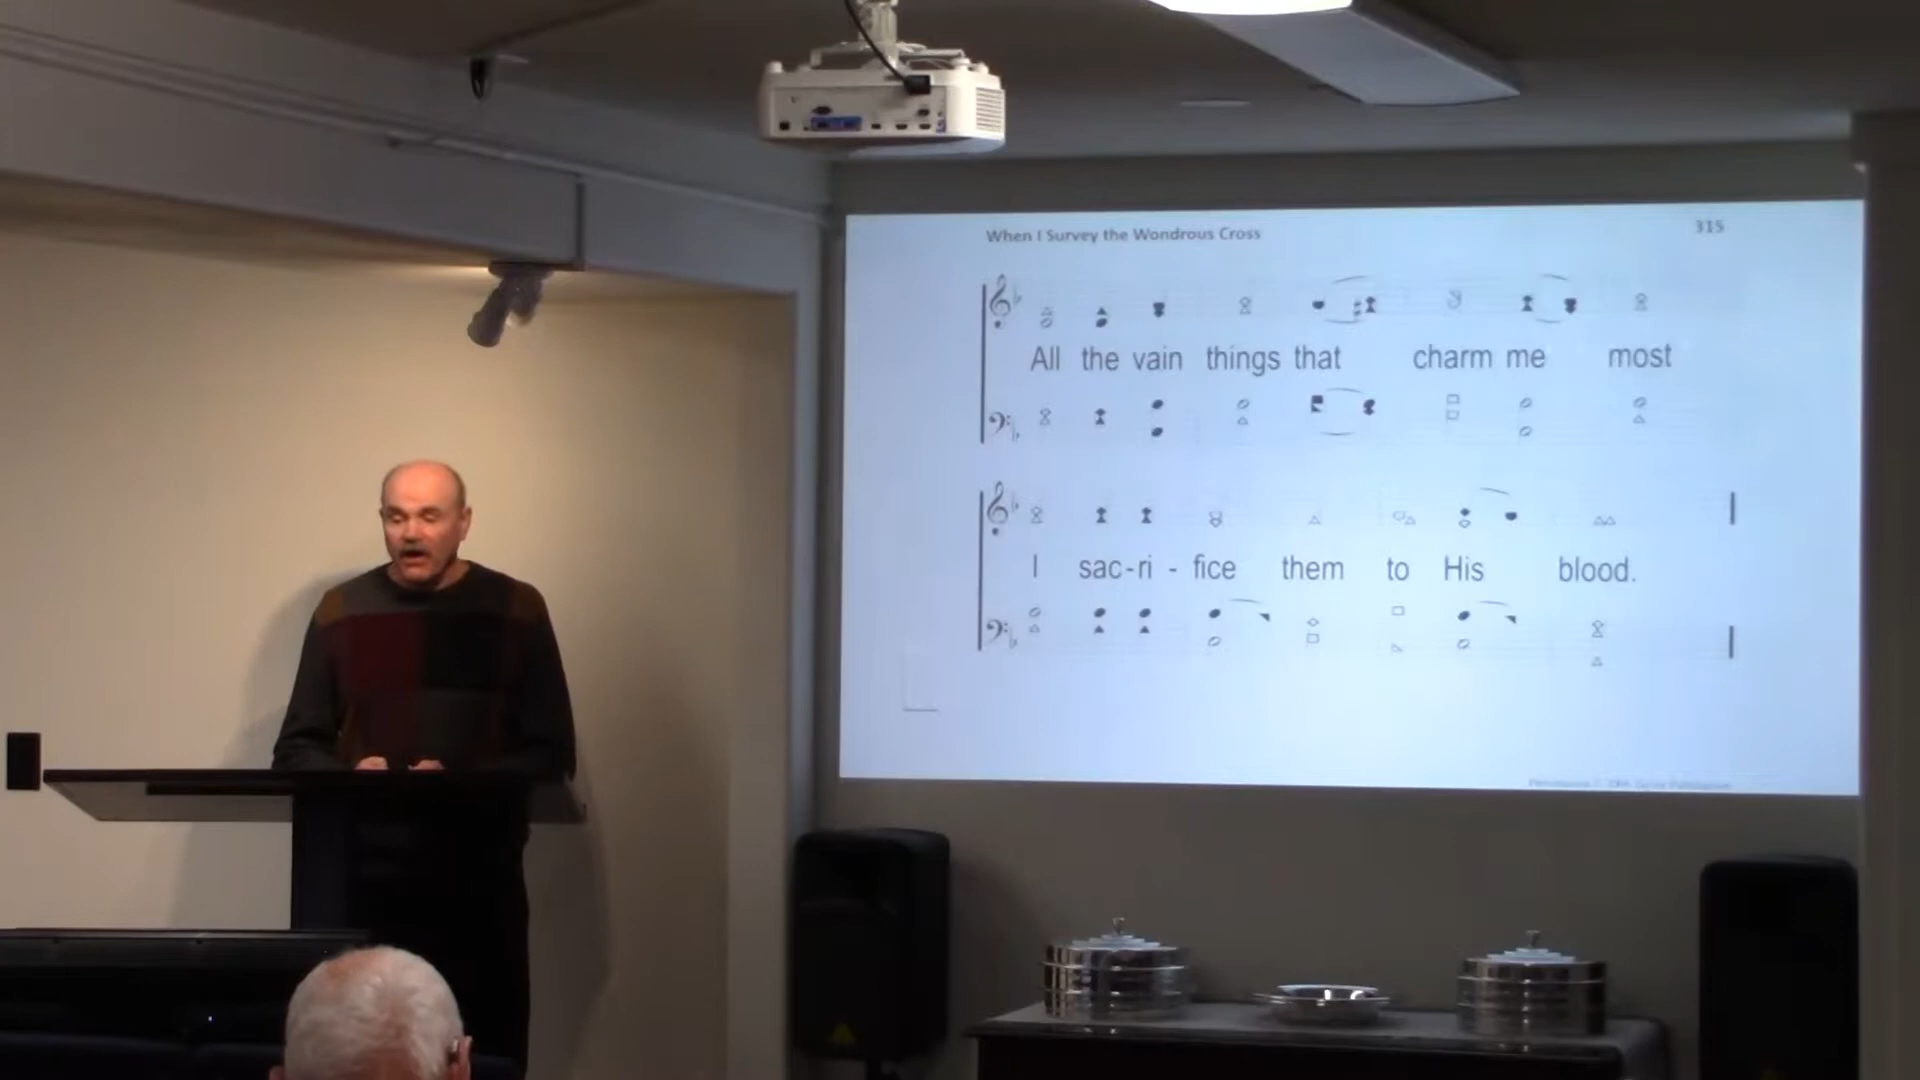 When I Survey the Wondrous Cross 315
All the vain things that charm me most
I sac-ri - fice them to His blood.